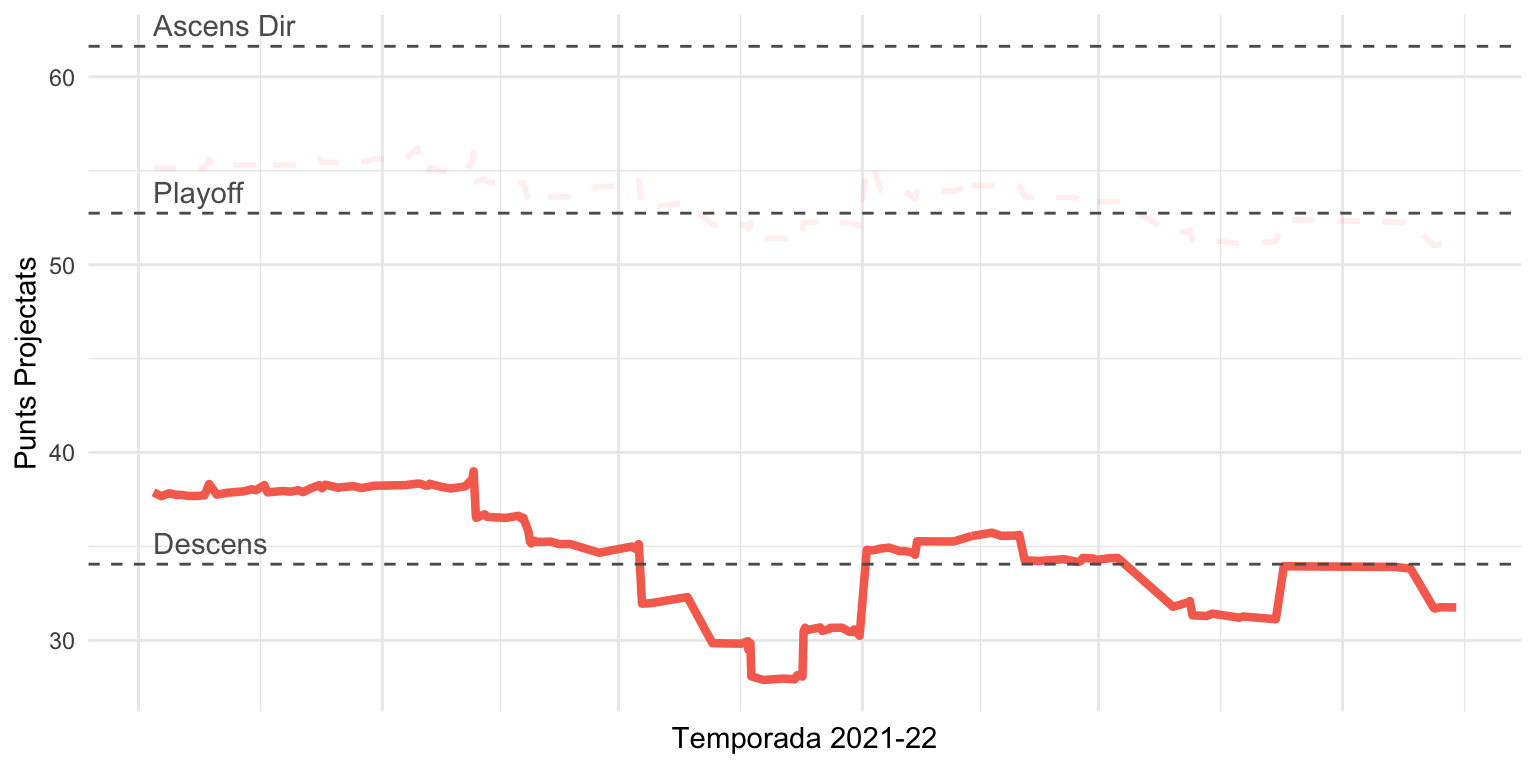 Ascens Dir
60
Playoff
50
Punts Projectats
40
Descens
30
Temporada 2021-22